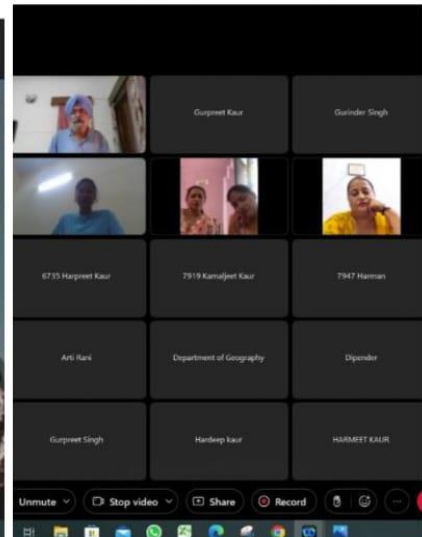 Gurpreet Kaur
Gurinder Singh
6735 Harpreet Kaur
7919 Kamaljeet Kaur
7947 Harman
Arti Rani
Department of Geography
Dipender
Gurpreet Singh
Hardeep kaur
HARMEET KAUR
Unmute Stop video Share Record